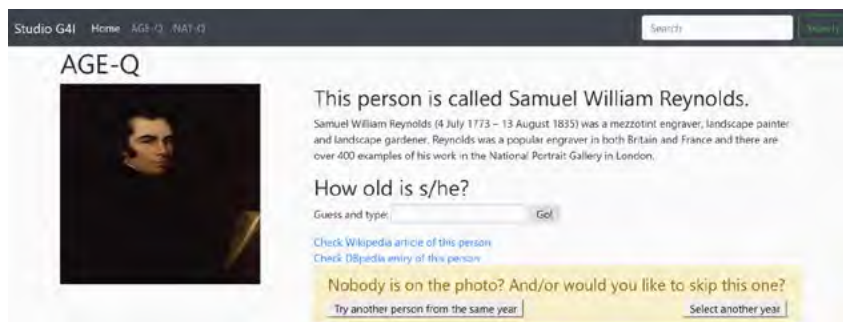 Studio G4I Home AGE-Q NAT-Q Search Search
AGE-Q
This person is called Samuel William Reynolds.
Samuel William Reynolds (4 July 1773 – 13 August 1835) was a mezzotint engraver, landscape painter
and landscape gardener. Reynolds was a popular engraver in both Britain and France and there are
over 400 examples of his work in the National Portrait Gallery in London.
How old is s/he?
Guess and type: Go!
Check Wikipedia article of this person
Check DBpedia entry of this person
Nobody is on the photo? And/or would you like to skip this one?
Try another person from the same year Select another year